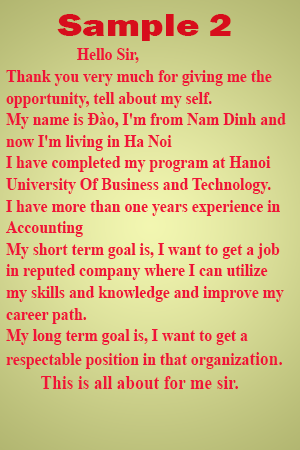 Sample 2
Hello Sir,
Thank you very much for giving me the
opportunity, tell about my self.
My name is Đào, I'm from Nam Dinh and
now I'm living in Ha Noi
I have completed my program at Hanoi
University Of Business and Technology.
I have more than one years experience in
Accounting
My short term goal is, I want to get a job
in reputed company where I can utilize
my skills and knowledge and improve my
career path.
My long term goal is, I want to get a
respectable position in that organization.
This is all about for me sir.